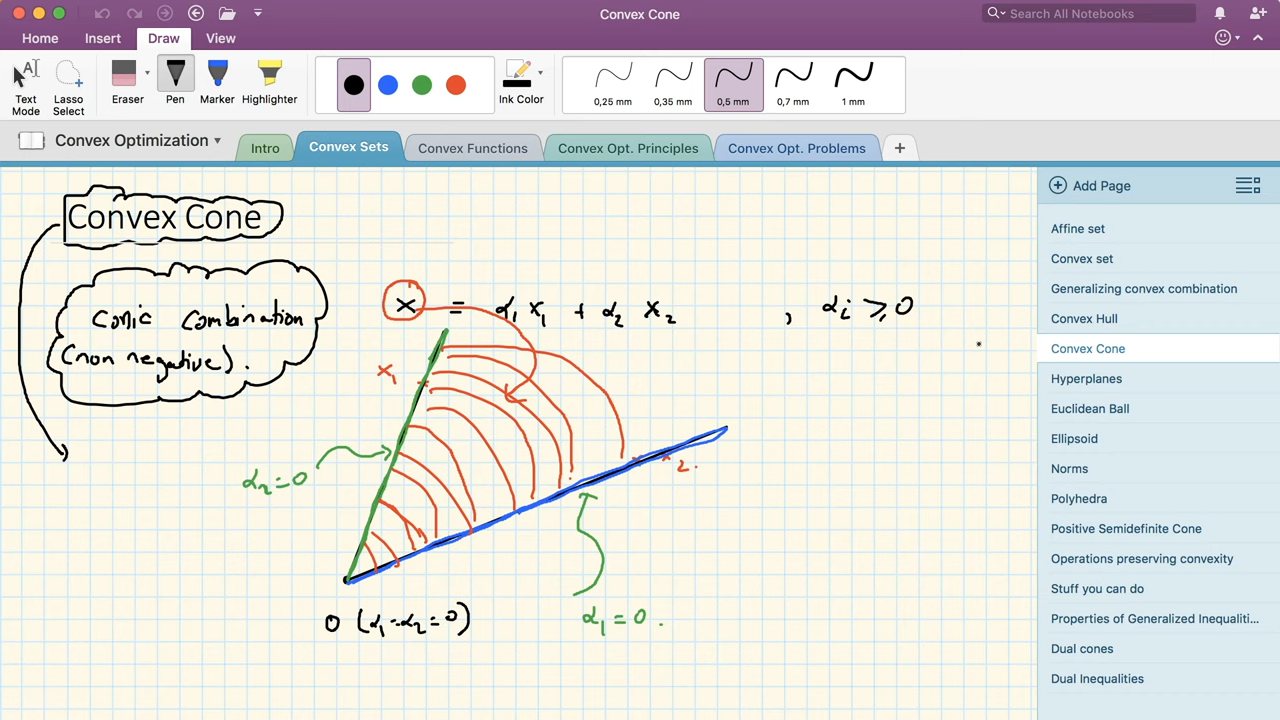 Convex Cone
Search All Notebooks
Home Insert Draw View
Text Mode
Lasso Select
Eraser
Pen
Marker
Highlighter
Ink Color
0,25 mm
0,35 mm
0,5 mm
0,7 mm
1 mm
Convex Optimization
Intro
Convex Sets
Convex Functions
Convex Opt. Principles
Convex Opt. Problems
Add Page
Affine set
Convex set
Generalizing convex combination
Convex Hull
Convex Cone
Hyperplanes
Euclidean Ball
Ellipsoid
Norms
Polyhedra
Positive Semidefinite Cone
Operations preserving convexity
Stuff you can do
Properties of Generalized Inequaliti...
Dual cones
Dual Inequalities
Convex Cone
Conic Combination
(non negative).
x = α₁ x₁ + α₂ x₂ , αi ⩾ 0
x₁
x₂.
α₂ = 0
0 (α₁ = α₂ = 0)
α₁ = 0.